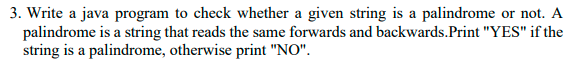 3. Write a java program to check whether a given string is a palindrome or not. A
palindrome is a string that reads the same forwards and backwards.Print "YES" if the
string is a palindrome, otherwise print "NO".